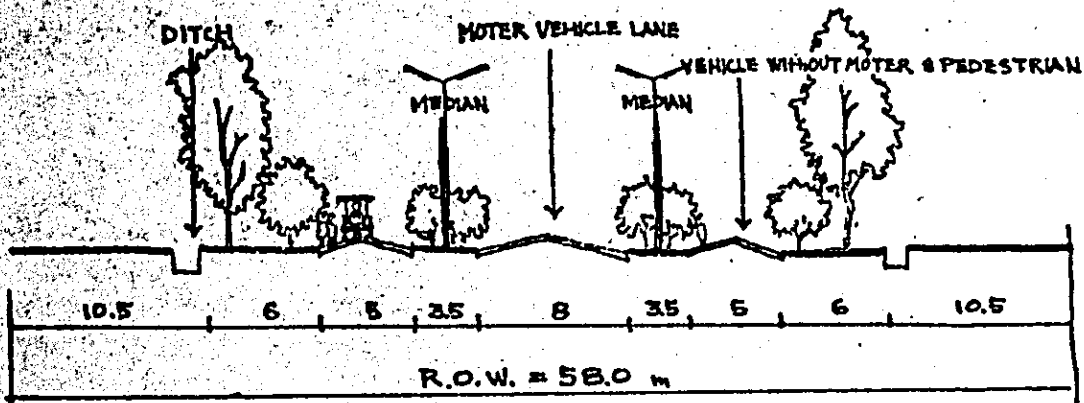 DITCH
MOTER VEHICLE LANE
VEHICLE WITHOUT MOTER & PEDESTRIAN
MEDIAN MEDIAN
10.5 6 5 3.5 8 3.5 5 6 10.5
R.O.W. = 58.0 m